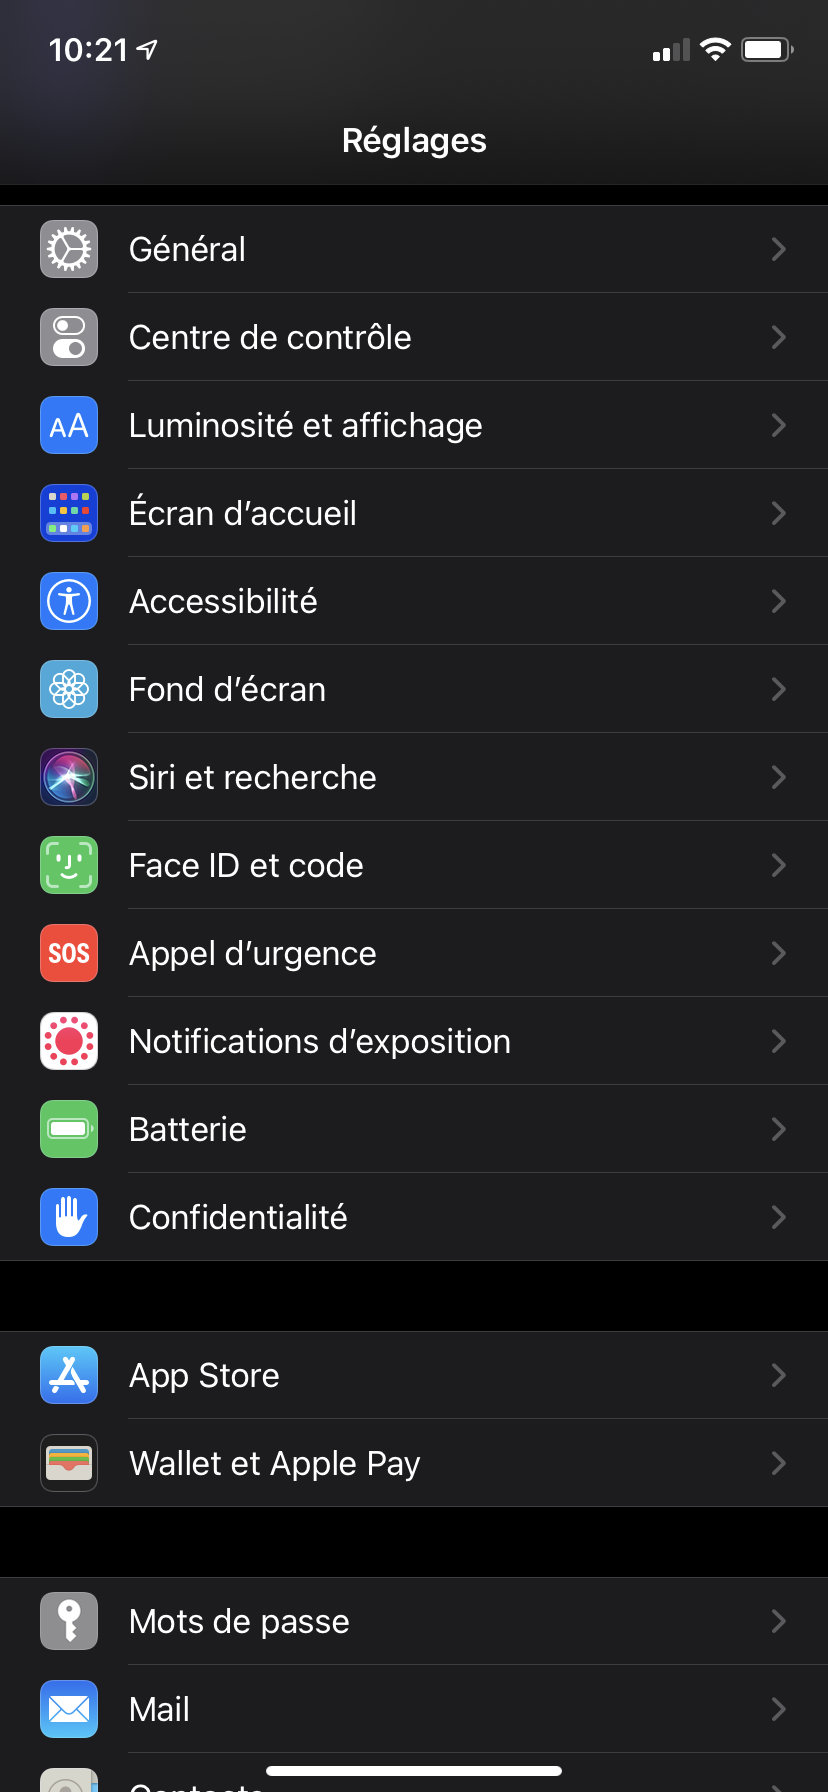 10:21
Réglages
Général
Centre de contrôle
AA
Luminosité et affichage
Écran d’accueil
Accessibilité
Fond d’écran
Siri et recherche
Face ID et code
SOS
Appel d’urgence
Notifications d’exposition
Batterie
Confidentialité
App Store
Wallet et Apple Pay
Mots de passe
Mail